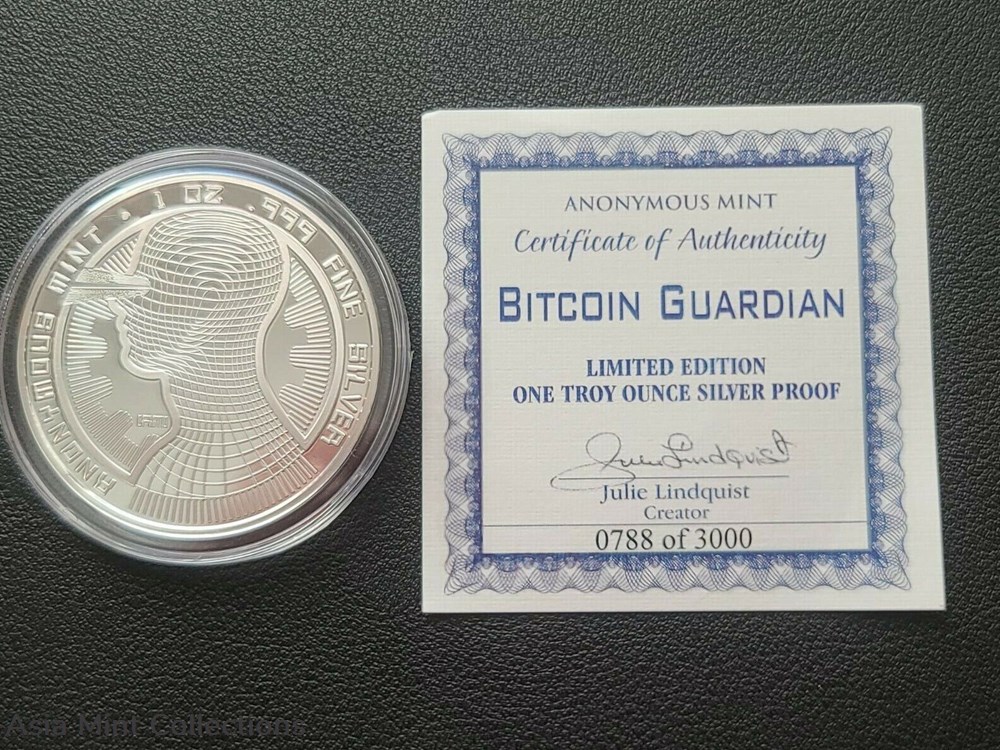 ANONYMOUS MINT • 1 OZ .999 FINE SILVER
ANONYMOUS MINT
Certificate of Authenticity
BITCOIN GUARDIAN
LIMITED EDITION
ONE TROY OUNCE SILVER PROOF
Julie Lindquist
Julie Lindquist
Creator
0788 of 3000
Asia Mint Collections